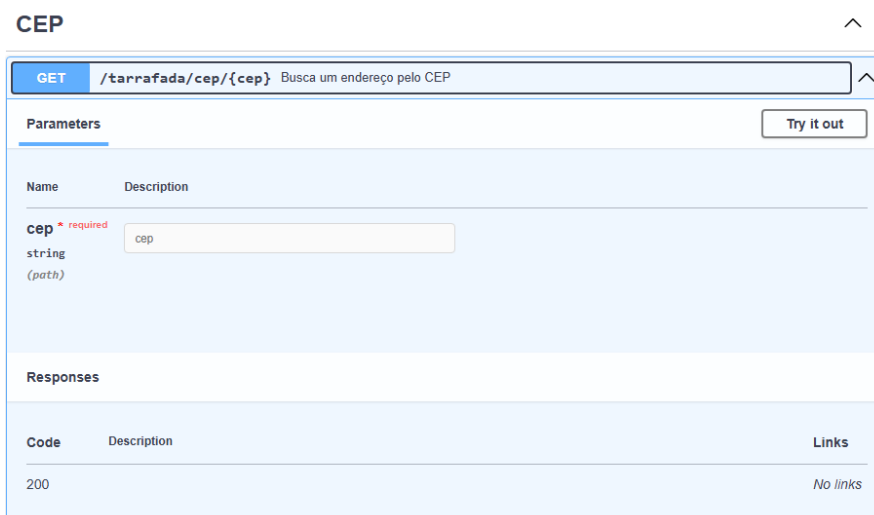 CEP
GET /tarrafada/cep/{cep} Busca um endereço pelo CEP
Parameters
Try it out
Name Description
cep * required
cep
string
(path)
Responses
Code Description Links
200 No links